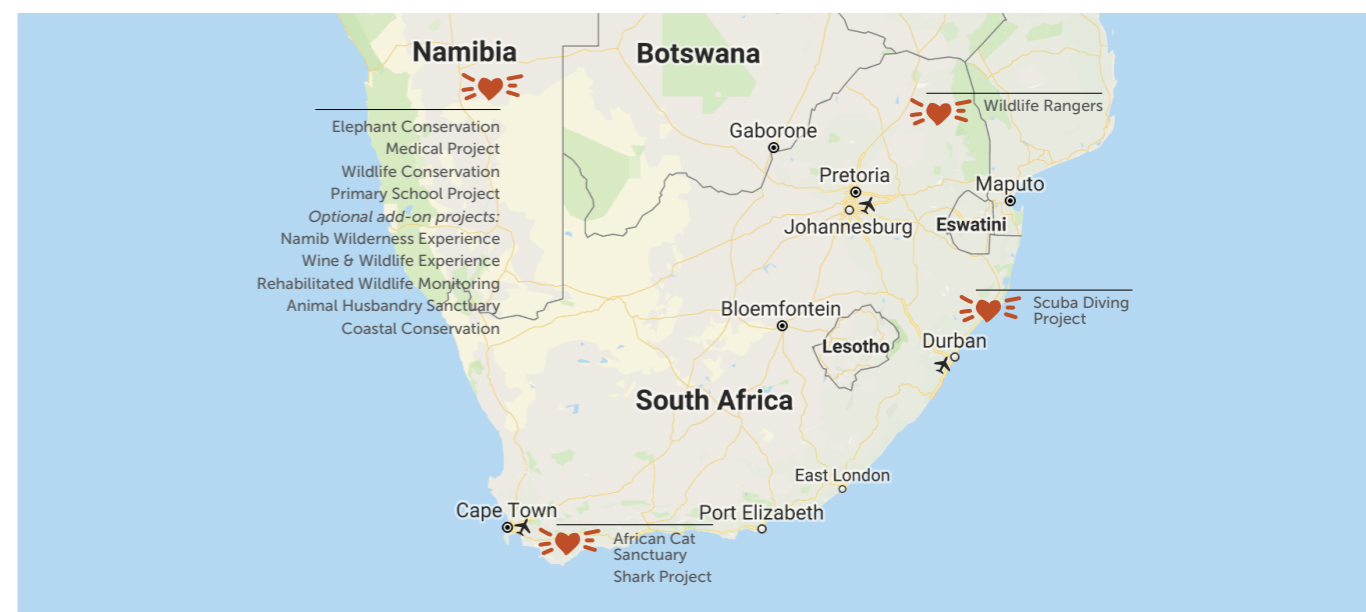 Namibia
Botswana
Elephant Conservation
Medical Project
Wildlife Conservation
Primary School Project
Optional add-on projects:
Namib Wilderness Experience
Wine & Wildlife Experience
Rehabilitated Wildlife Monitoring
Animal Husbandry Sanctuary
Coastal Conservation
Wildlife Rangers
Gaborone
Pretoria
Maputo
Johannesburg
Eswatini
Bloemfontein
Scuba Diving
Project
Lesotho
Durban
South Africa
East London
Cape Town
Port Elizabeth
African Cat
Sanctuary
Shark Project